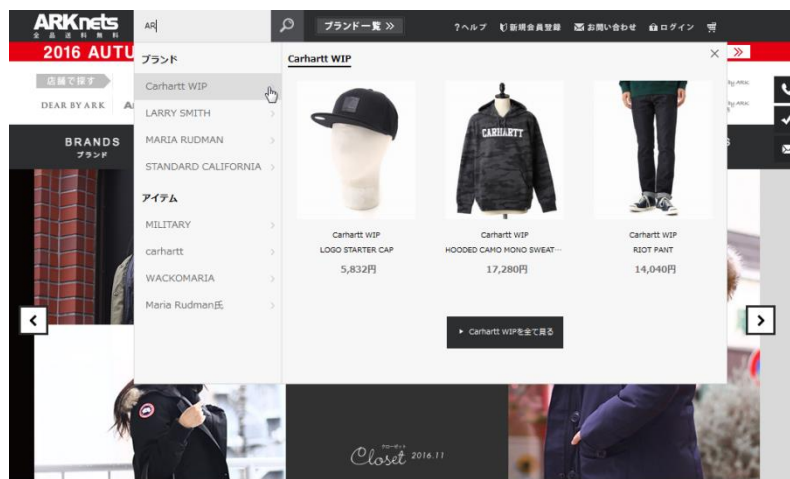 ARKnets
全品送料無料
AR
ブランド一覧 ≫
?ヘルプ
新規会員登録
お問い合わせ
ログイン
2016 AUTU
店舗で探す
DEAR BY ARK
BRANDS
ブランド
ブランド
Carhartt WIP
LARRY SMITH
MARIA RUDMAN
STANDARD CALIFORNIA
アイテム
MILITARY
carhartt
WACKOMARIA
Maria Rudman氏
Carhartt WIP
×
CARHARTT
Carhartt WIP
LOGO STARTER CAP
5,832円
Carhartt WIP
HOODED CAMO MONO SWEAT…
17,280円
Carhartt WIP
RIOT PANT
14,040円
Carhartt WIPを全て見る
クローゼット
Closet 2016.11